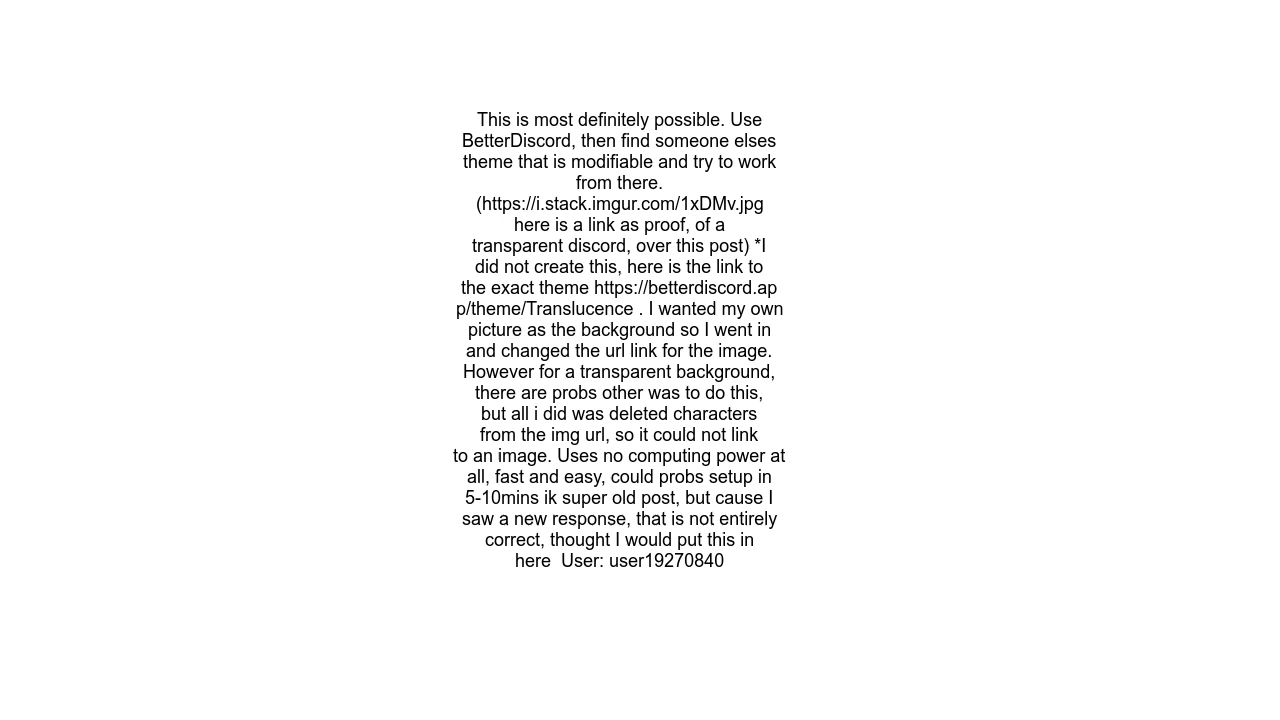 This is most definitely possible. Use
BetterDiscord, then find someone elses
theme that is modifiable and try to work
from there.
(https://i.stack.imgur.com/1xDMv.jpg
here is a link as proof, of a
transparent discord, over this post) *I
did not create this, here is the link to
the exact theme https://betterdiscord.ap
p/theme/Translucence . I wanted my own
picture as the background so I went in
and changed the url link for the image.
However for a transparent background,
there are probs other was to do this,
but all i did was deleted characters
from the img url, so it could not link
to an image. Uses no computing power at
all, fast and easy, could probs setup in
5-10mins ik super old post, but cause I
saw a new response, that is not entirely
correct, thought I would put this in
here  User: user19270840